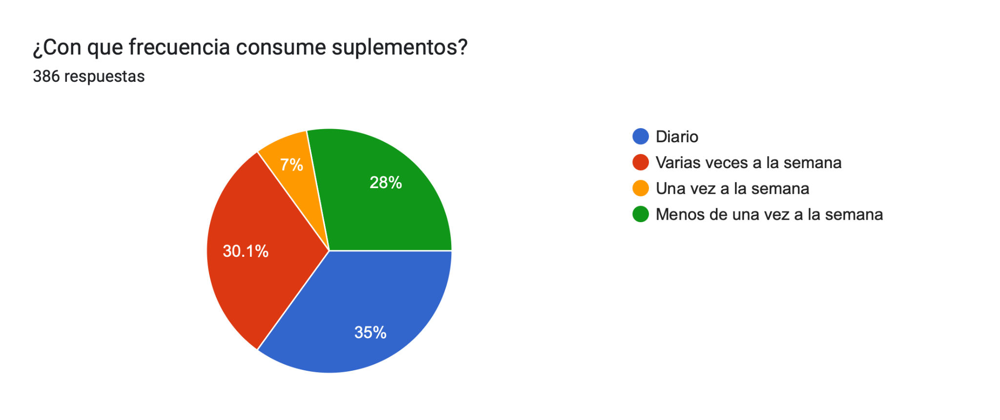 ¿Con que frecuencia consume suplementos?
386 respuestas
7%
28%
30.1%
35%
Diario
Varias veces a la semana
Una vez a la semana
Menos de una vez a la semana